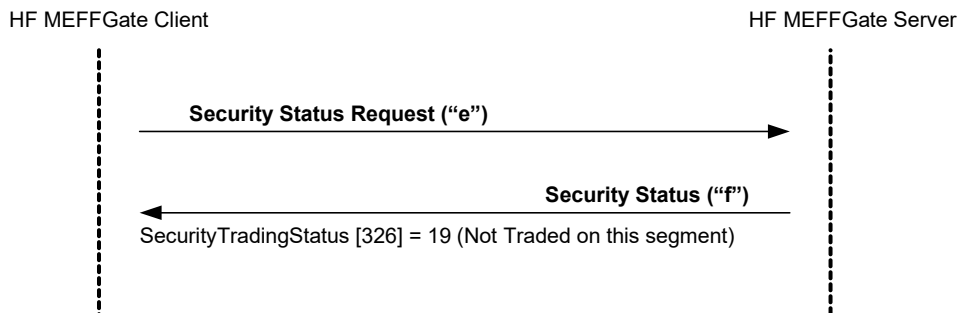 HF MEFFGate Client
HF MEFFGate Server
Security Status Request (“e”)
Security Status (“f”)
SecurityTradingStatus [326] = 19 (Not Traded on this segment)